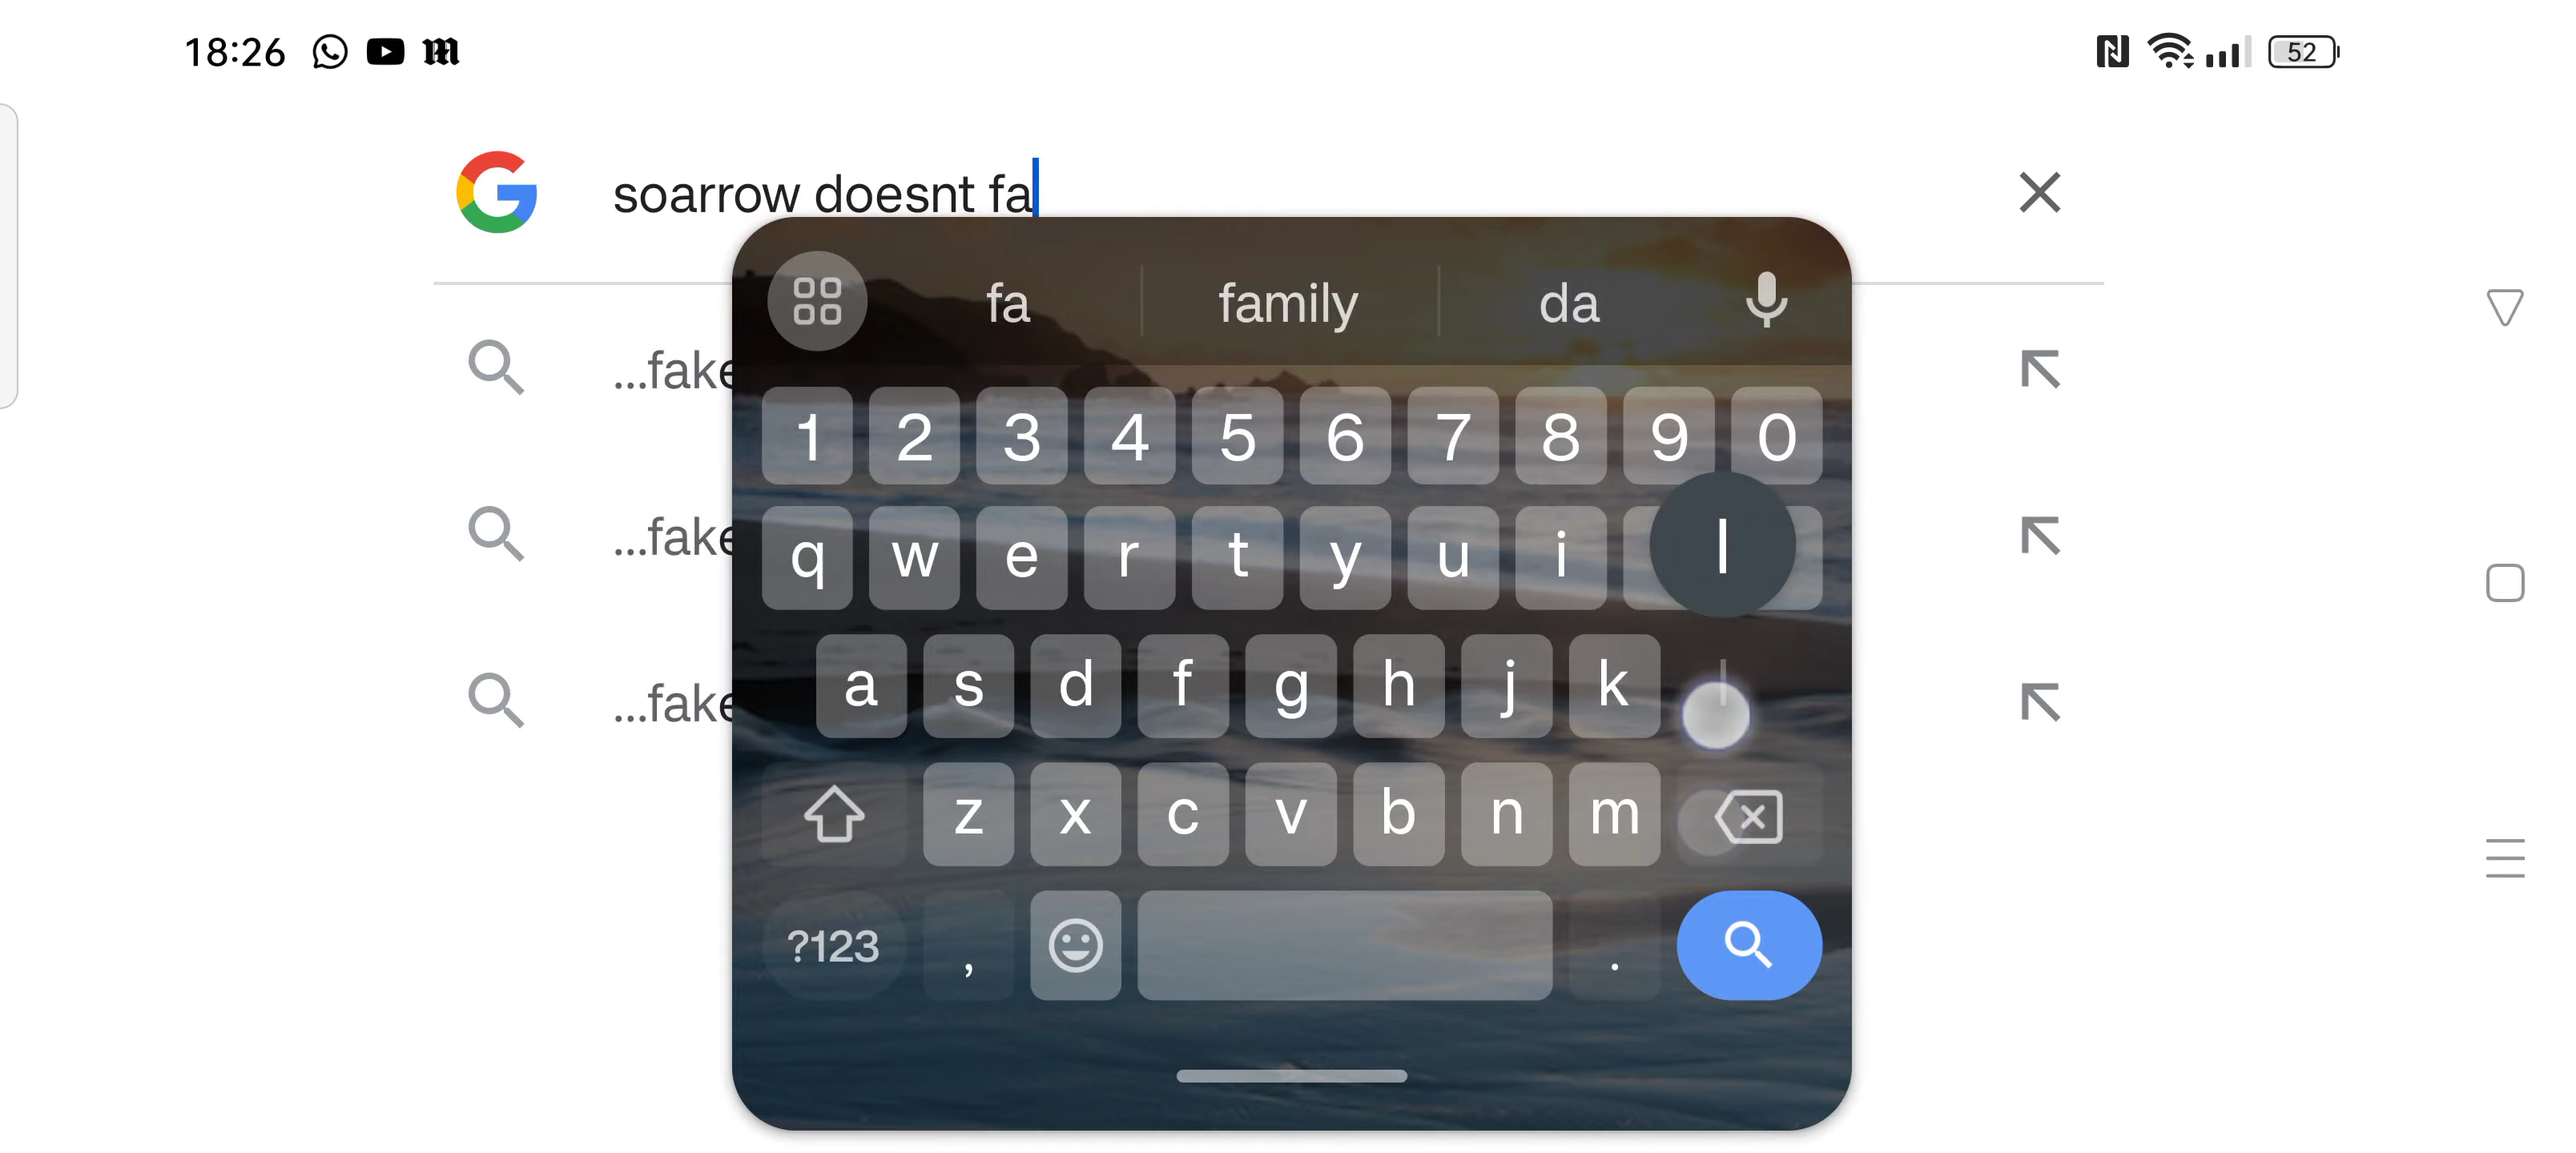 18:26 52
soarrow doesnt fa
fa family da
...fake
...fake
...fake
1 2 3 4 5 6 7 8 9 0
q w e r t y u i l
a s d f g h j k l
z x c v b n m
?123 , .